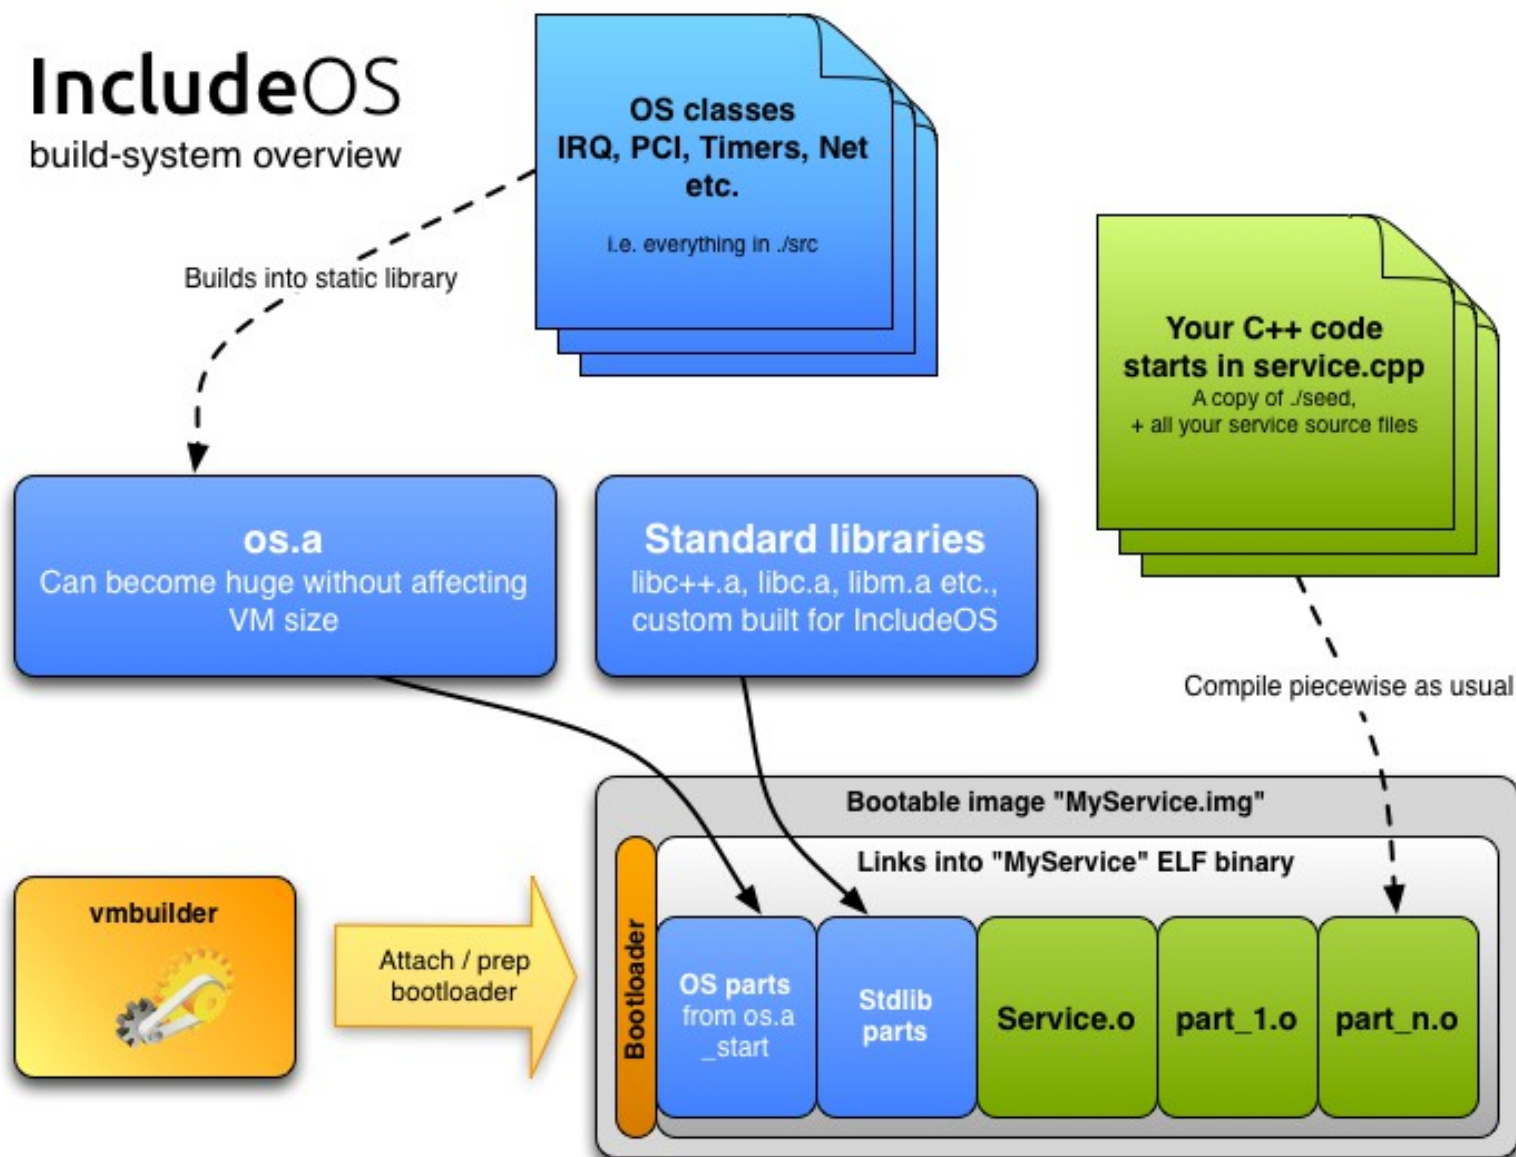 IncludeOS
build-system overview
OS classes
IRQ, PCI, Timers, Net
etc.
i.e. everything in ./src
Builds into static library
Your C++ code
starts in service.cpp
A copy of ./seed,
+ all your service source files
os.a
Can become huge without affecting
VM size
Standard libraries
libc++.a, libc.a, libm.a etc.,
custom built for IncludeOS
Compile piecewise as usual
Bootable image "MyService.img"
Links into "MyService" ELF binary
vmbuilder
Attach / prep
bootloader
Bootloader
OS parts
from os.a
_start
Stdlib
parts
Service.o
part_1.o
part_n.o